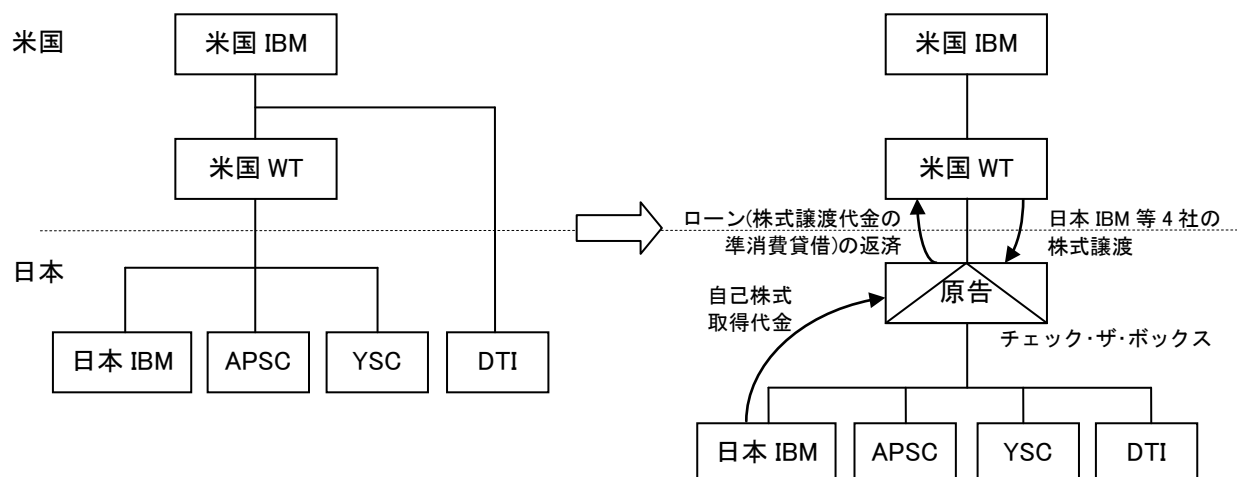 米国
米国 IBM
米国 WT
日本
日本 IBM
APSC
YSC
DTI
米国 IBM
米国 WT
ローン(株式譲渡代金の
準消費貸借)の返済
日本 IBM 等 4 社の
株式譲渡
原告
自己株式
取得代金
チェック・ザ・ボックス
日本 IBM
APSC
YSC
DTI